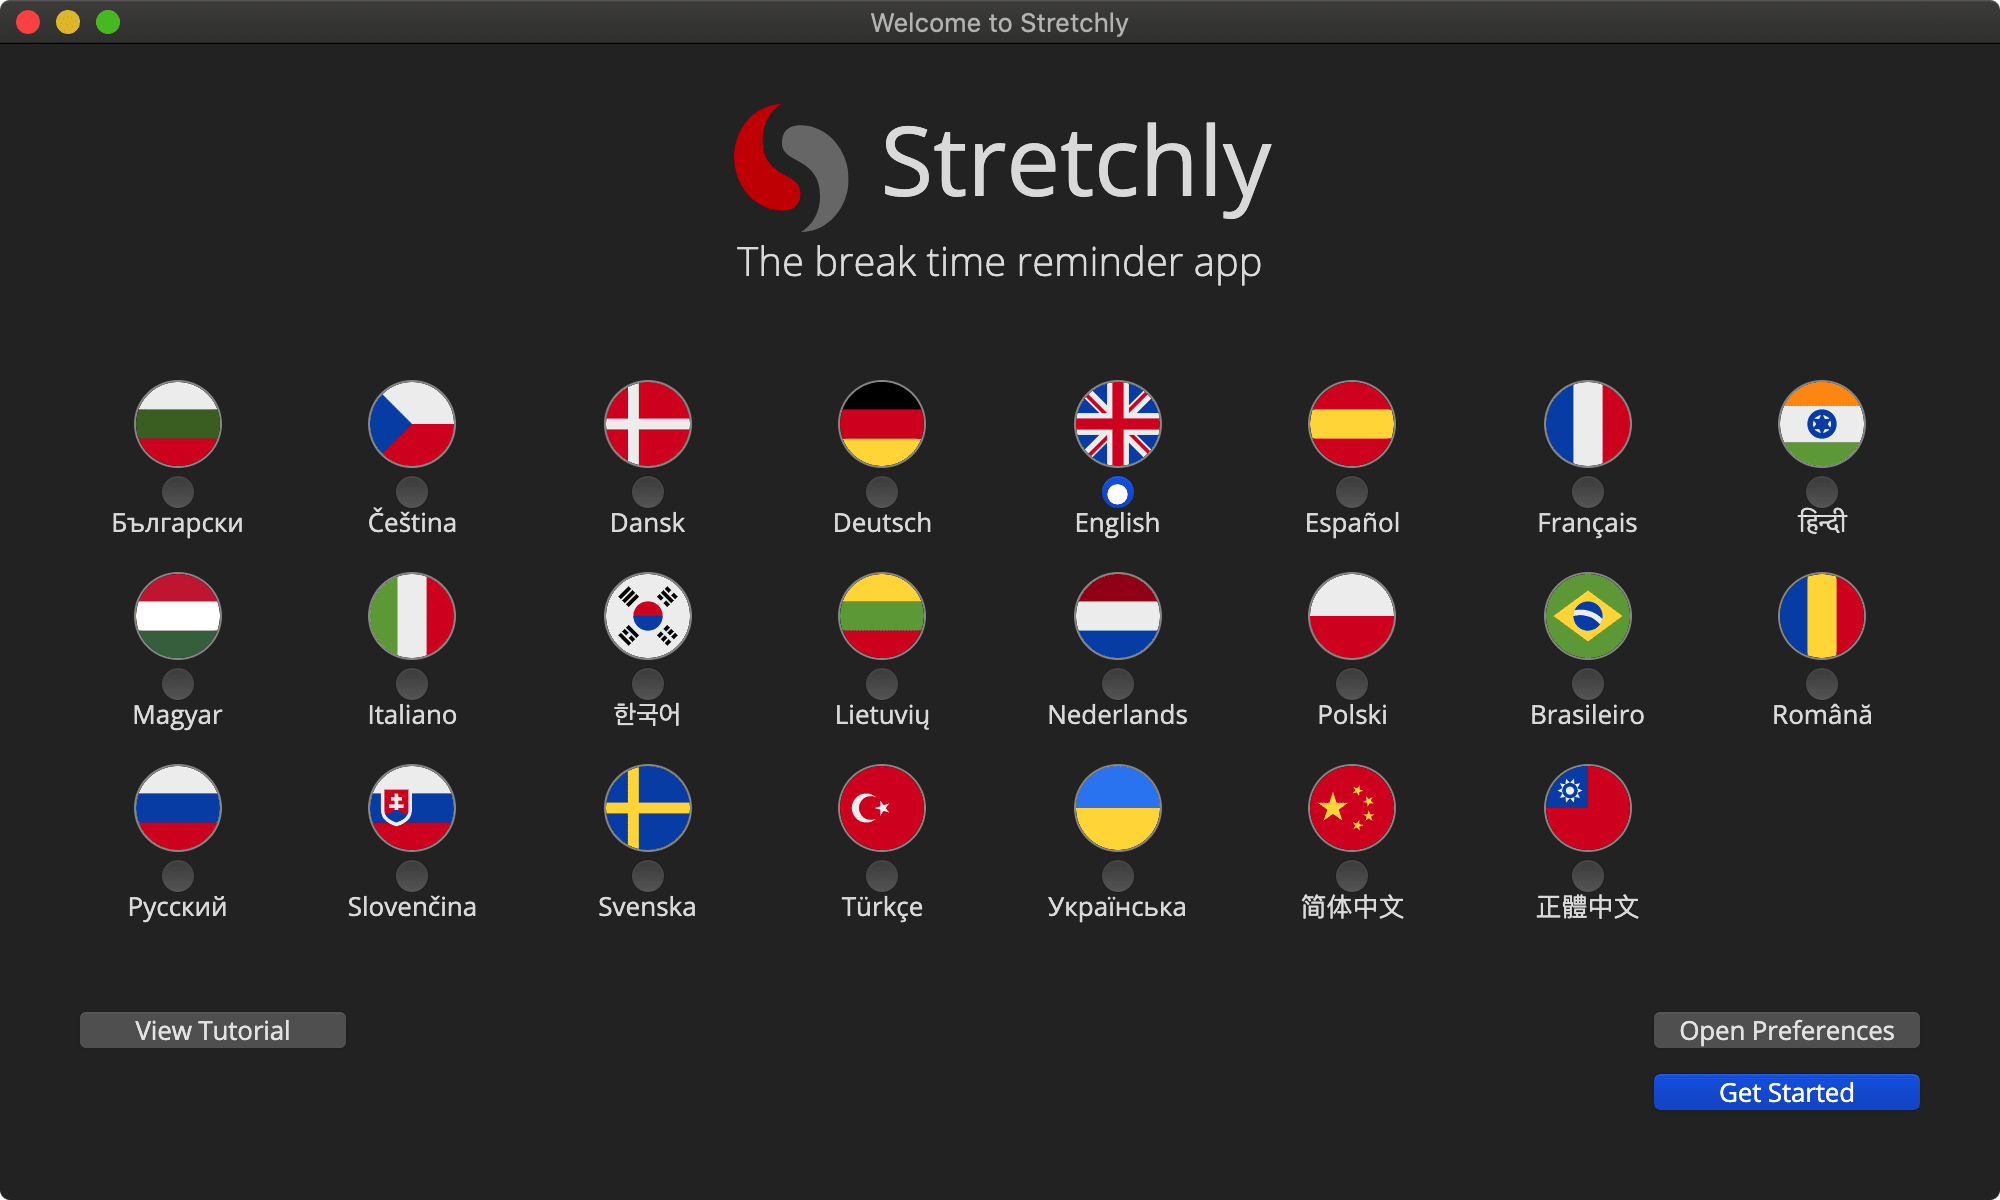 Welcome to Stretchly
Stretchly
The break time reminder app
Български Čeština Dansk Deutsch English Español Français हिन्दी
Magyar Italiano 한국어 Lietuvių Nederlands Polski Brasileiro Română
Русский Slovenčina Svenska Türkçe Українська 简体中文 正體中文
View Tutorial Open Preferences
Get Started